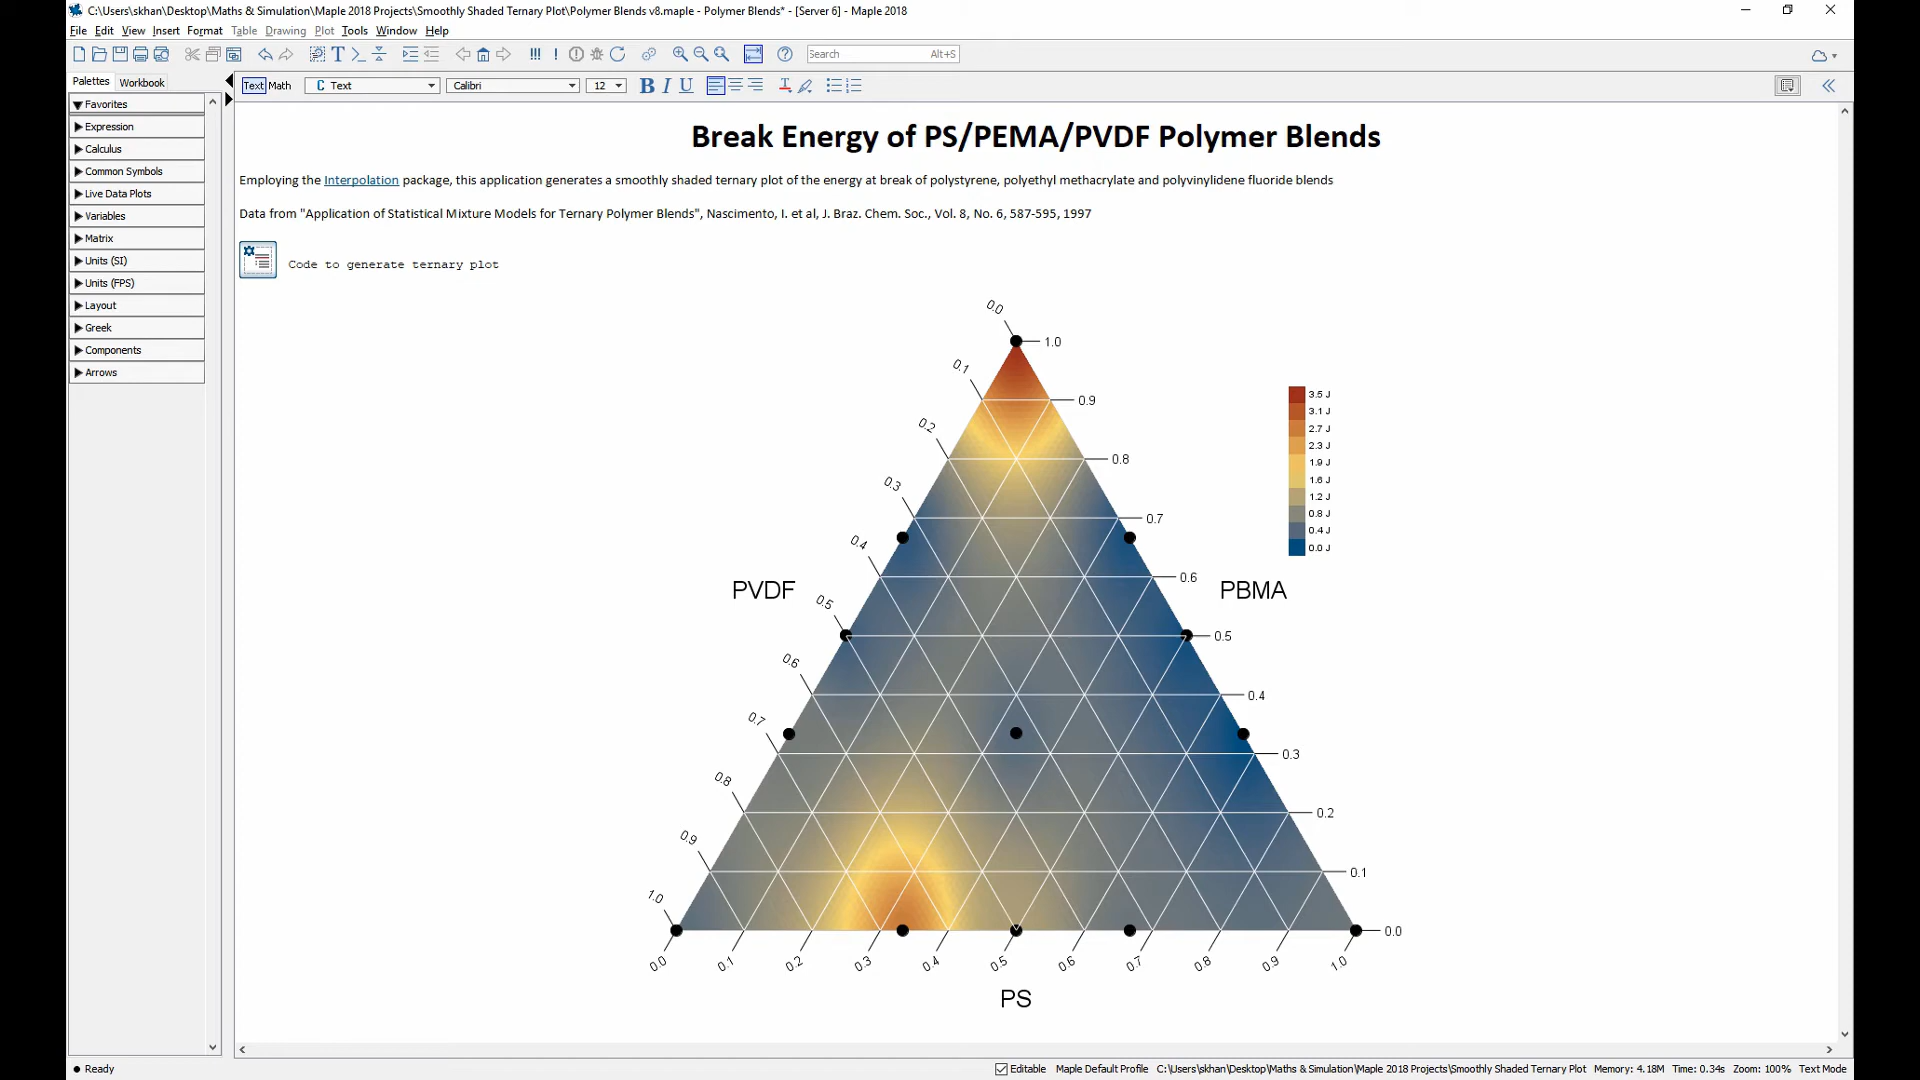 C:\Users\skhan\Desktop\Maths & Simulation\Maple 2018 Projects\Smoothly Shaded Ternary Plot\Polymer Blends v8.maple - Polymer Blends* - [Server 6] - Maple 2018
File Edit View Insert Format Table Drawing Plot Tools Window Help
Search Alt+S
Palettes Workbook
Text Math C Text Calibri 12 B I U
Favorites
Expression
Calculus
Common Symbols
Live Data Plots
Variables
Matrix
Units (SI)
Units (FPS)
Layout
Greek
Components
Arrows
Break Energy of PS/PEMA/PVDF Polymer Blends
Employing the Interpolation package, this application generates a smoothly shaded ternary plot of the energy at break of polystyrene, polyethyl methacrylate and polyvinylidene fluoride blends
Data from "Application of Statistical Mixture Models for Ternary Polymer Blends", Nascimento, I. et al, J. Braz. Chem. Soc., Vol. 8, No. 6, 587-595, 1997
Code to generate ternary plot
0.0
1.0
0.1
0.9
0.2
0.8
0.3
0.7
0.4
0.6
0.5
0.5
0.6
0.4
0.7
0.3
0.8
0.2
0.9
0.1
1.0
0.0
PVDF
PBMA
3.5 J
3.1 J
2.7 J
2.3 J
1.9 J
1.6 J
1.2 J
0.8 J
0.4 J
0.0 J
0.0 0.1 0.2 0.3 0.4 0.5 0.6 0.7 0.8 0.9 1.0
PS
Ready
Editable Maple Default Profile C:\Users\skhan\Desktop\Maths & Simulation\Maple 2018 Projects\Smoothly Shaded Ternary Plot Memory: 4.18M Time: 0.34s Zoom: 100% Text Mode